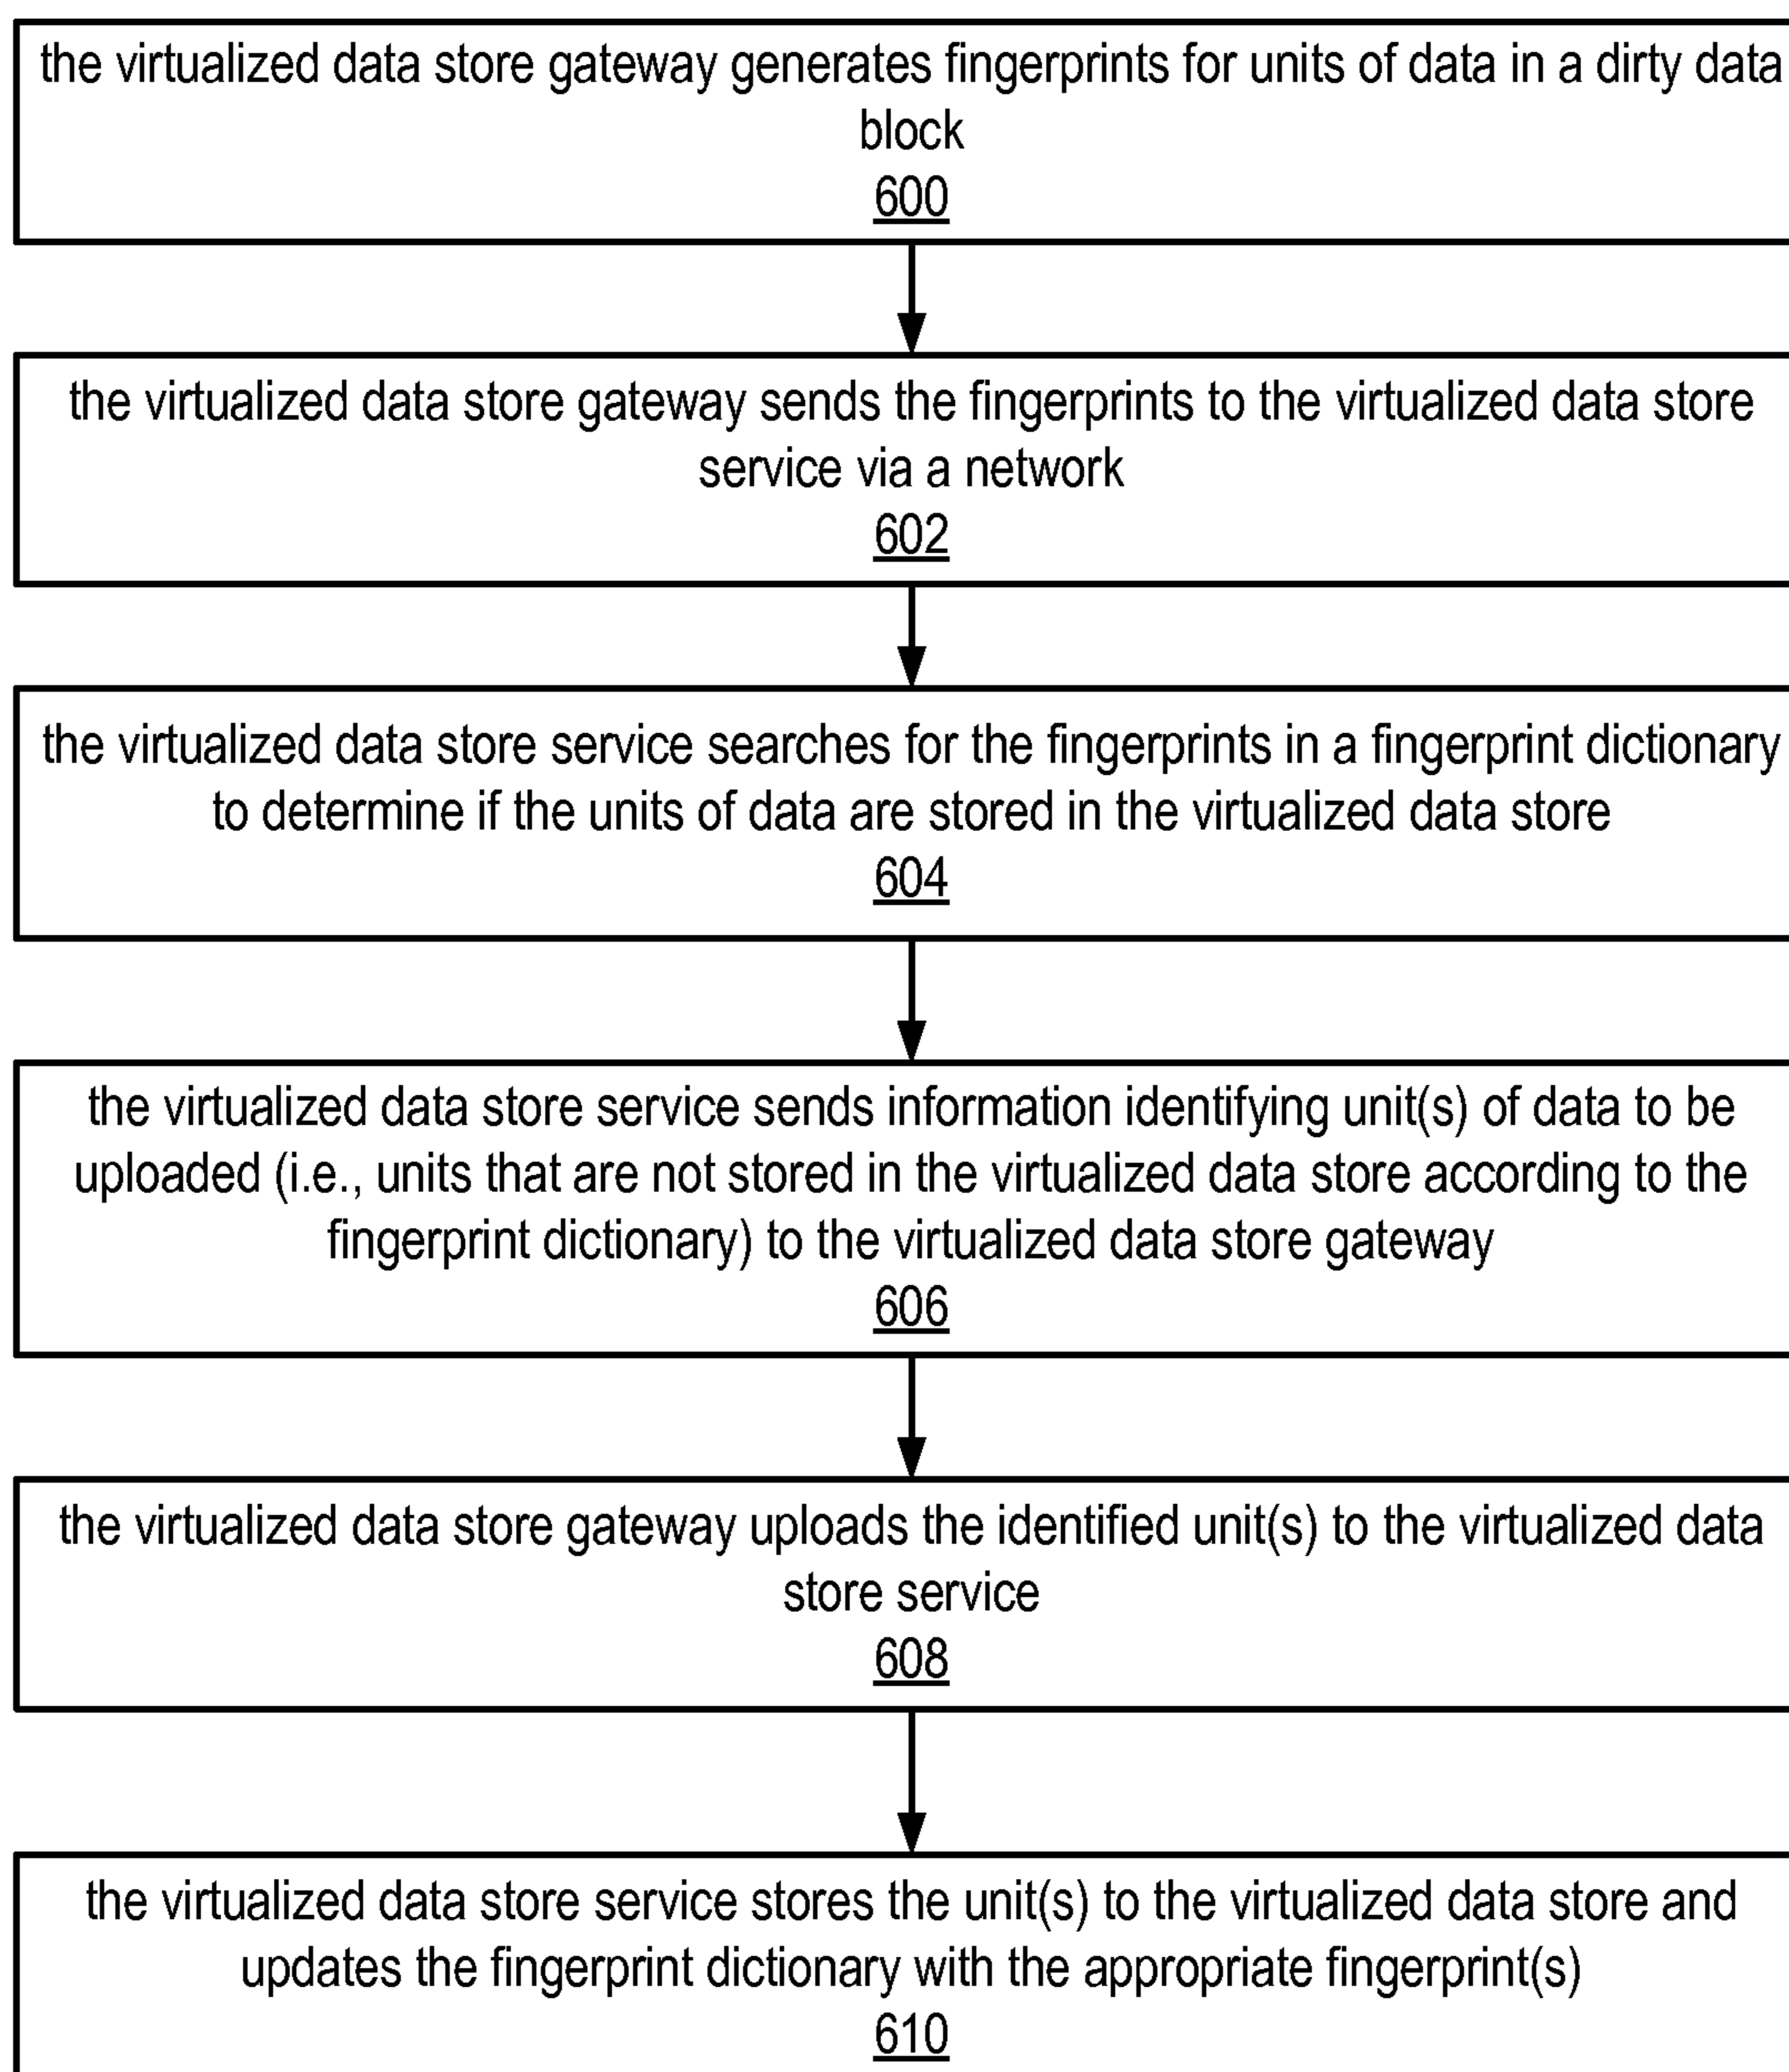 the virtualized data store gateway generates fingerprints for units of data in a dirty data
block
600
the virtualized data store gateway sends the fingerprints to the virtualized data store
service via a network
602
the virtualized data store service searches for the fingerprints in a fingerprint dictionary
to determine if the units of data are stored in the virtualized data store
604
the virtualized data store service sends information identifying unit(s) of data to be
uploaded (i.e., units that are not stored in the virtualized data store according to the
fingerprint dictionary) to the virtualized data store gateway
606
the virtualized data store gateway uploads the identified unit(s) to the virtualized data
store service
608
the virtualized data store service stores the unit(s) to the virtualized data store and
updates the fingerprint dictionary with the appropriate fingerprint(s)
610